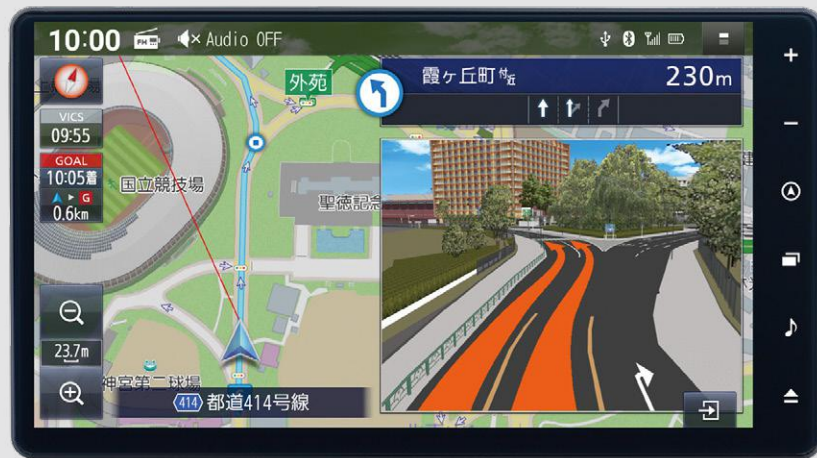 10:00 FM Audio OFF
VICS
09:55
GOAL
10:05着
G
0.6km
23.7m
外苑
霞ヶ丘町付近 230m
国立競技場
聖徳記念
神宮第二球場
414 都道414号線